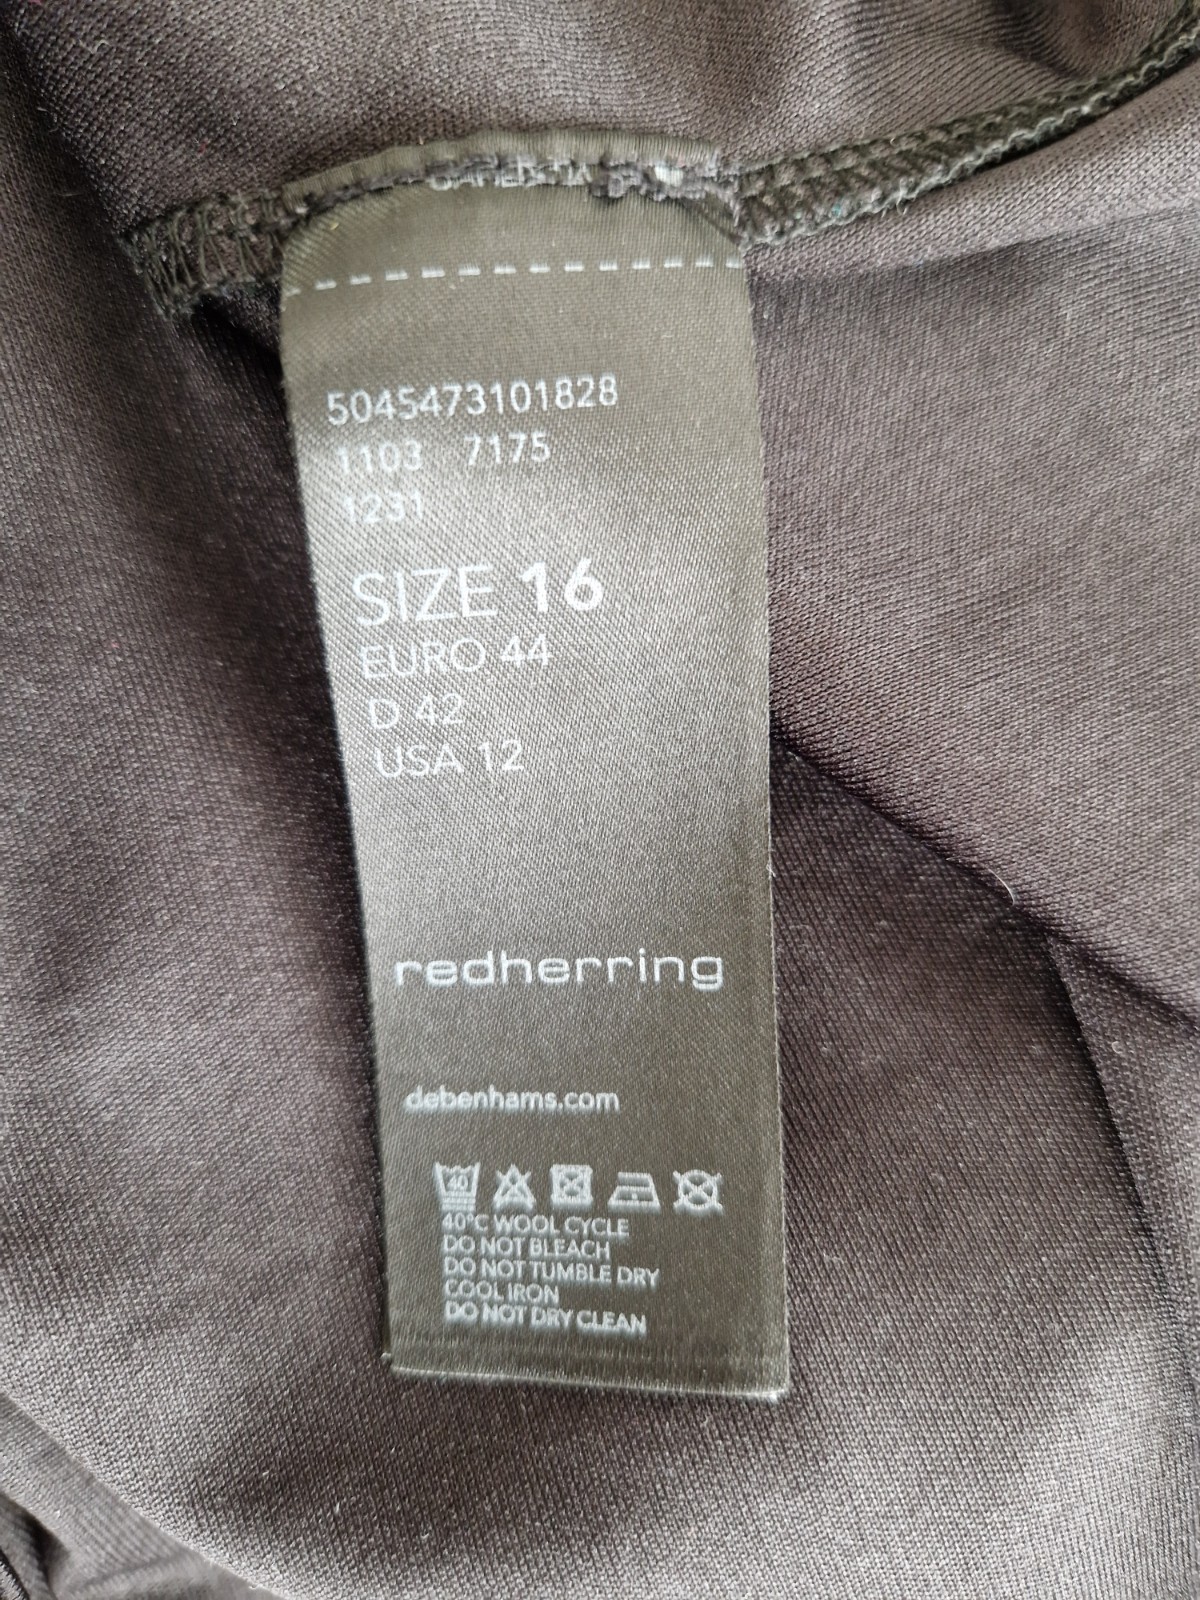 5045473101828
1103 7175
1231
SIZE 16
EURO 44
D 42
USA 12
redherring
debenhams.com
40
40°C WOOL CYCLE
DO NOT BLEACH
DO NOT TUMBLE DRY
COOL IRON
DO NOT DRY CLEAN